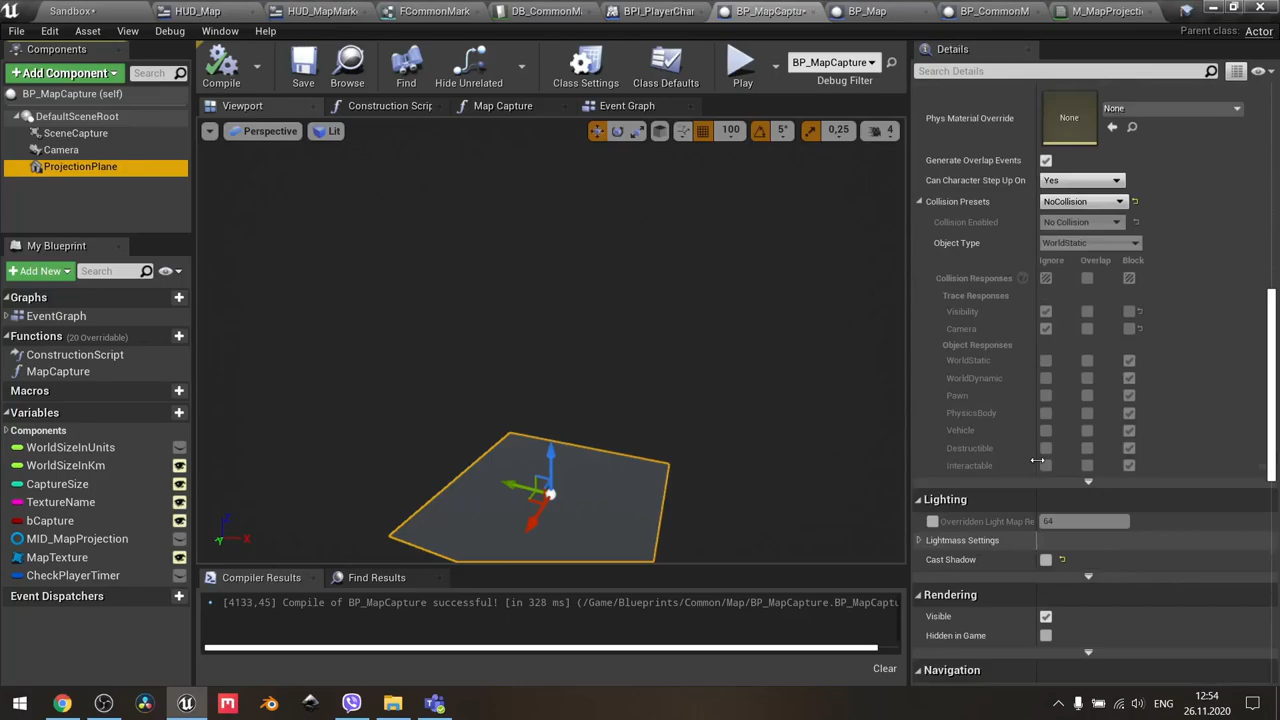 Sandbox•
HUD_Map
HUD_MapMark
FCommonMark
DB_CommonM
BPI_PlayerChar
BP_MapCaptu•
BP_Map
BP_CommonM
M_MapProjecti
File Edit Asset View Debug Window Help
Parent class: Actor
Components
+ Add Component
Search
BP_MapCapture (self)
DefaultSceneRoot
SceneCapture
Camera
ProjectionPlane
Compile
Save
Browse
Find
Hide Unrelated
Class Settings
Class Defaults
Play
BP_MapCapture
Debug Filter
Viewport
Construction Scrip
Map Capture
Event Graph
Perspective
Lit
100
5°
0,25
4
X
Y
My Blueprint
+ Add New
Search
Graphs
EventGraph
Functions (20 Overridable)
ConstructionScript
MapCapture
Macros
Variables
Components
WorldSizeInUnits
WorldSizeInKm
CaptureSize
TextureName
bCapture
MID_MapProjection
MapTexture
CheckPlayerTimer
Event Dispatchers
Compiler Results
Find Results
[4133,45] Compile of BP_MapCapture successful! [in 328 ms] (/Game/Blueprints/Common/Map/BP_MapCapture.BP_MapCaptu
Clear
Details
Search Details
Phys Material Override
None
None
Generate Overlap Events
Can Character Step Up On
Yes
Collision Presets
NoCollision
Collision Enabled
No Collision
Object Type
WorldStatic
Ignore Overlap Block
Collision Responses
Trace Responses
Visibility
Camera
Object Responses
WorldStatic
WorldDynamic
Pawn
PhysicsBody
Vehicle
Destructible
Interactable
Lighting
Overridden Light Map Re
64
Lightmass Settings
Cast Shadow
Rendering
Visible
Hidden in Game
Navigation
ENG
12:54
26.11.2020